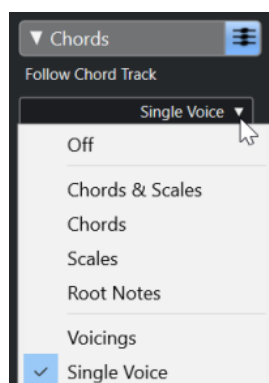 Chords
Follow Chord Track
Single Voice
Off
Chords & Scales
Chords
Scales
Root Notes
Voicings
Single Voice